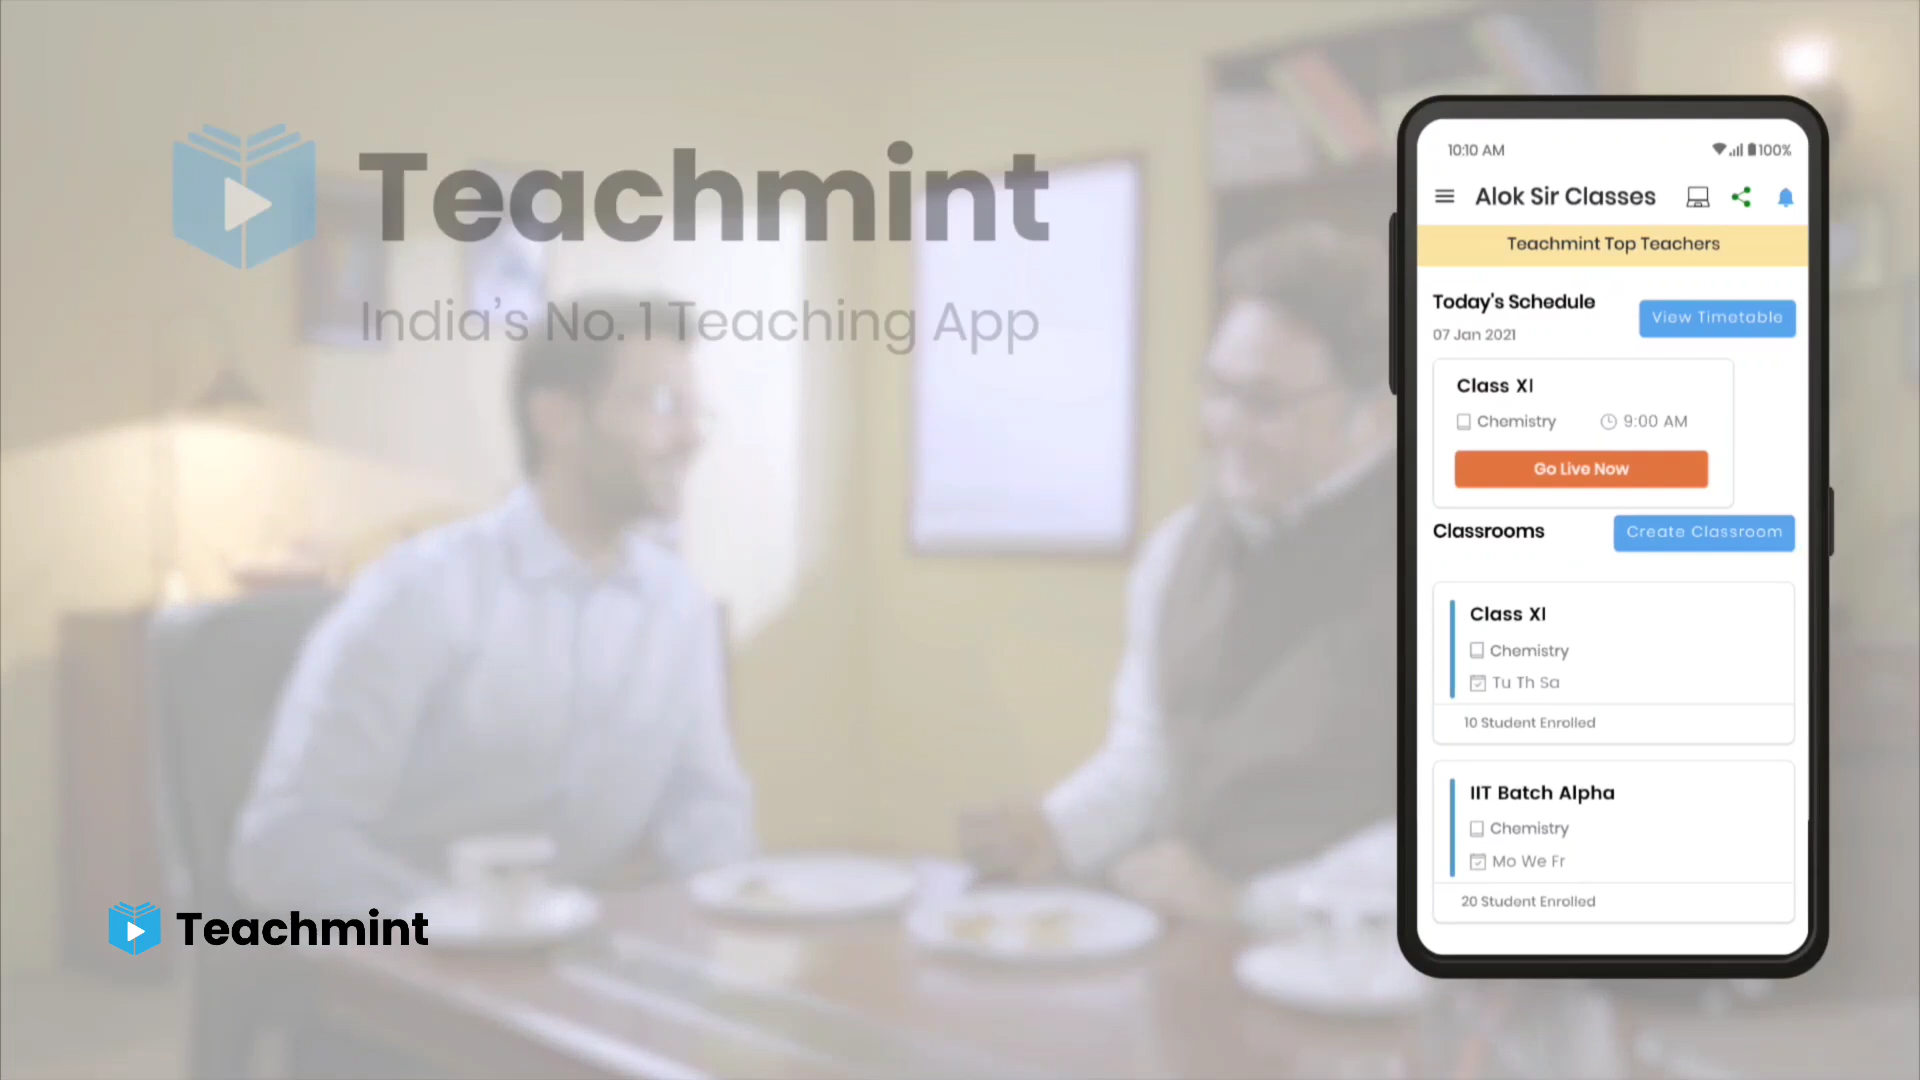 Teachmint
India's No. 1 Teaching App
Teachmint
10:10 AM
100%
Alok Sir Classes
Teachmint Top Teachers
Today's Schedule
View Timetable
07 Jan 2021
Class XI
Chemistry
9:00 AM
Go Live Now
Classrooms
Create Classroom
Class XI
Chemistry
Tu Th Sa
10 Student Enrolled
IIT Batch Alpha
Chemistry
Mo We Fr
20 Student Enrolled